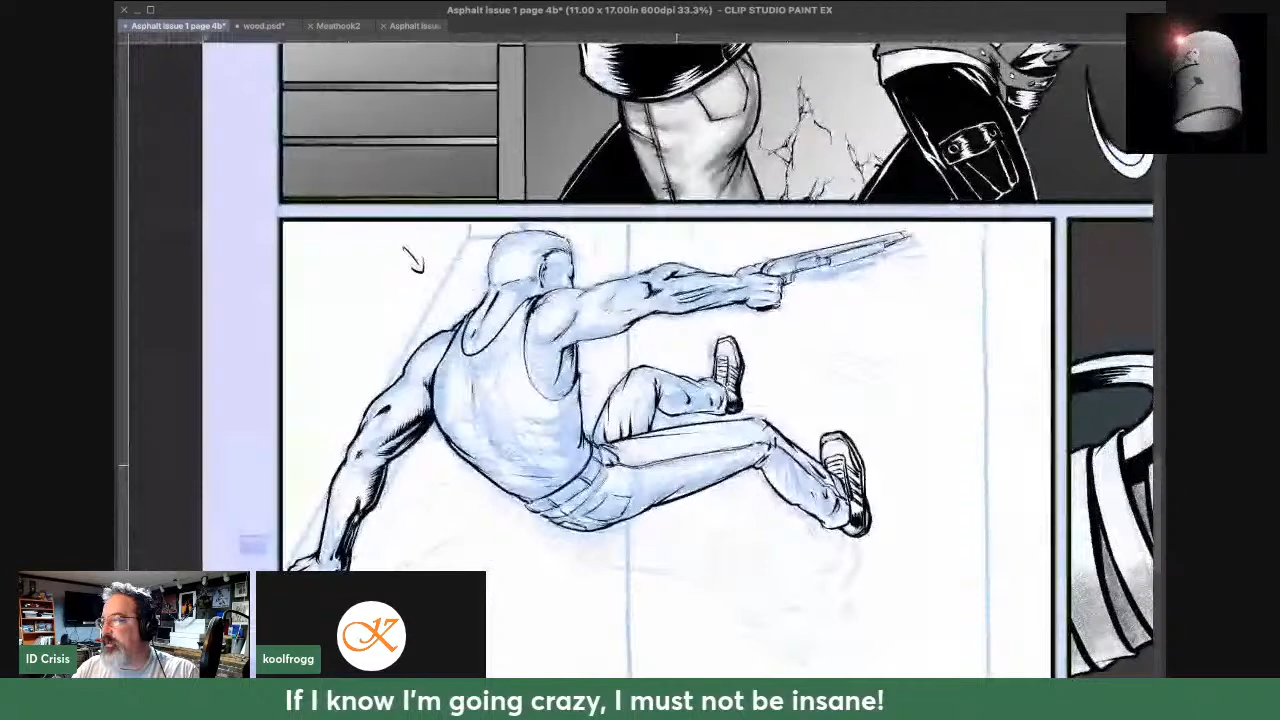 Asphalt issue 1 page 4b* (11.00 x 17.00in 600dpi 33.3%) - CLIP STUDIO PAINT EX
Asphalt issue 1 page 4b* wood.psd* Meathook2 Asphalt issu
ID Crisis
K
koolfrogg
If I know I'm going crazy, I must not be insane!